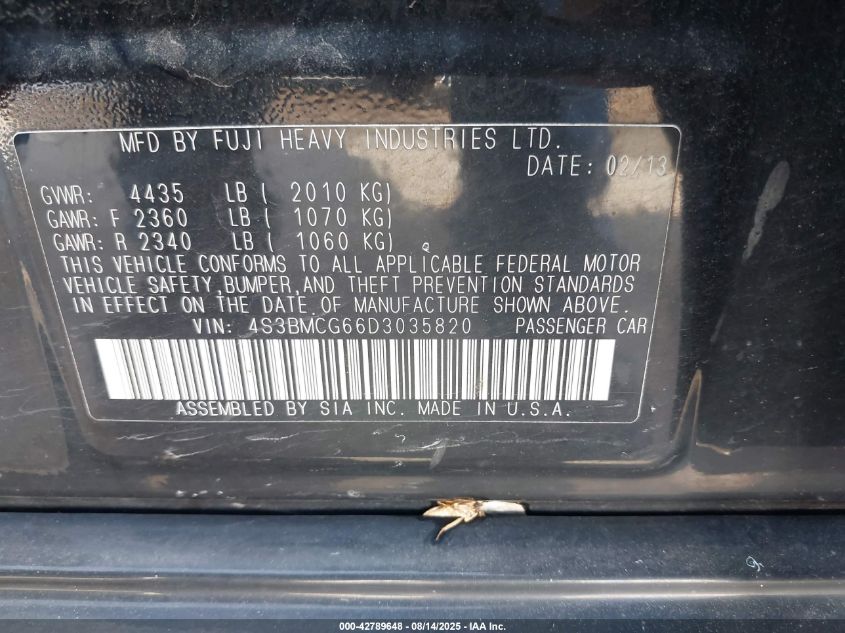 MFD BY FUJI HEAVY INDUSTRIES LTD.
DATE: 02/13
GVWR: 4435 LB ( 2010 KG)
GAWR: F 2360 LB ( 1070 KG)
GAWR: R 2340 LB ( 1060 KG)
THIS VEHICLE CONFORMS TO ALL APPLICABLE FEDERAL MOTOR
VEHICLE SAFETY,BUMPER,AND THEFT PREVENTION STANDARDS
IN EFFECT ON THE DATE OF MANUFACTURE SHOWN ABOVE.
VIN: 4S3BMCG66D3035820 PASSENGER CAR
ASSEMBLED BY SIA INC. MADE IN U.S.A.
000-42789648 - 08/14/2025 - IAA Inc.